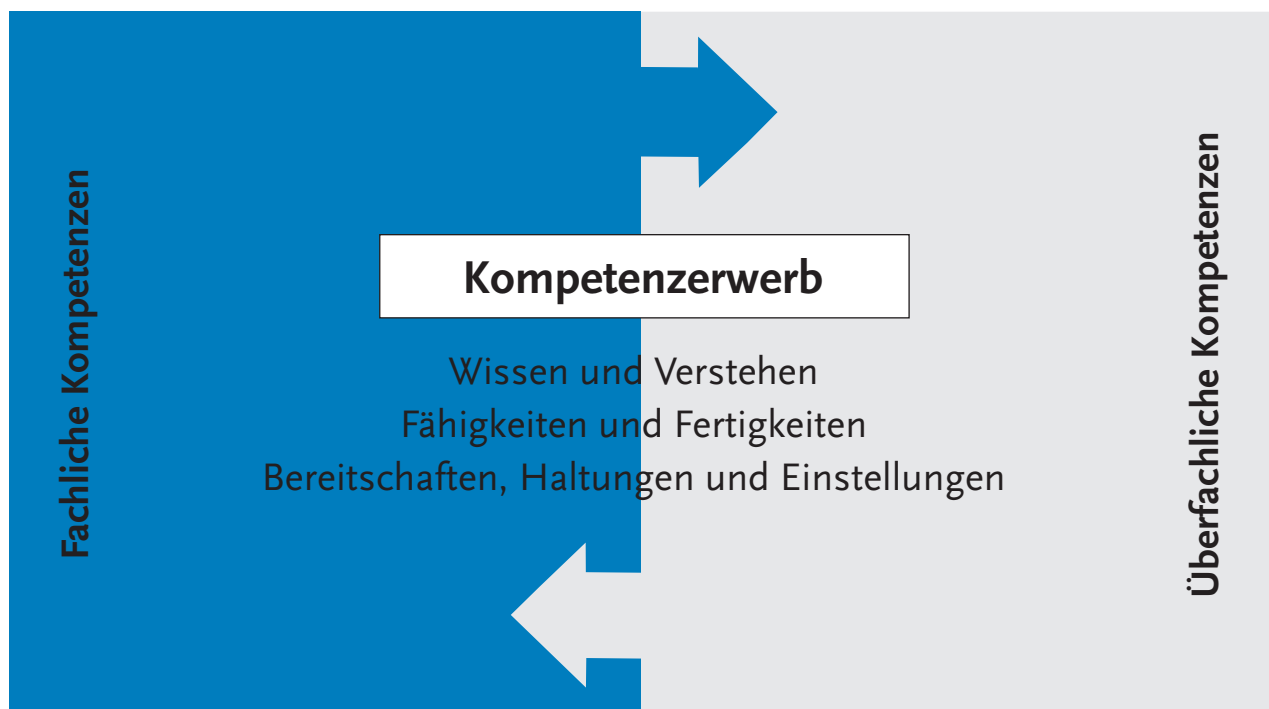 Fachliche Kompetenzen
Kompetenzerwerb
Wissen und Verstehen
Fähigkeiten und Fertigkeiten
Bereitschaften, Haltungen und Einstellungen
Überfachliche Kompetenzen